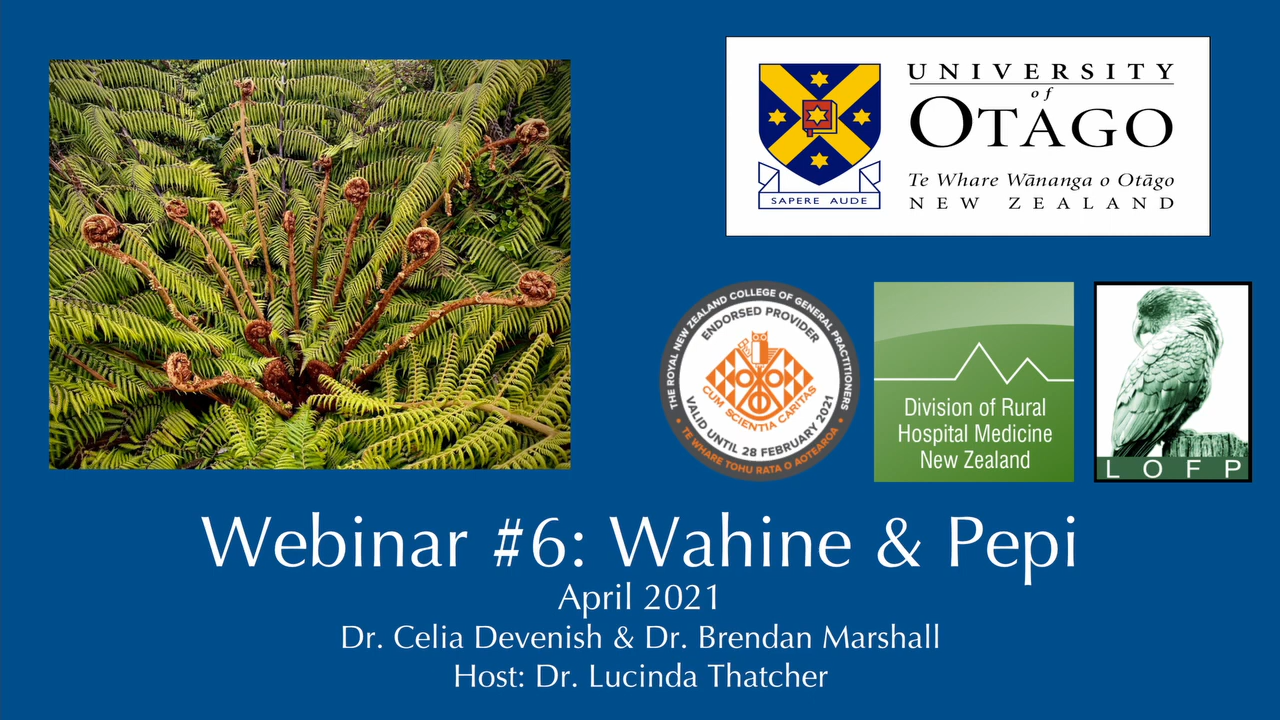 UNIVERSITY
of
OTAGO
Te Whare Wānanga o Otāgo
NEW ZEALAND
SAPERE AUDE
THE ROYAL NEW ZEALAND COLLEGE OF GENERAL PRACTITIONERS
ENDORSED PROVIDER
CUM SCIENTIA CARITAS
VALID UNTIL 28 FEBRUARY 2021
TE WHARE TOHU RATA O AOTEAROA
Division of Rural
Hospital Medicine
New Zealand
LOFP
Webinar #6: Wahine & Pepi
April 2021
Dr. Celia Devenish & Dr. Brendan Marshall
Host: Dr. Lucinda Thatcher